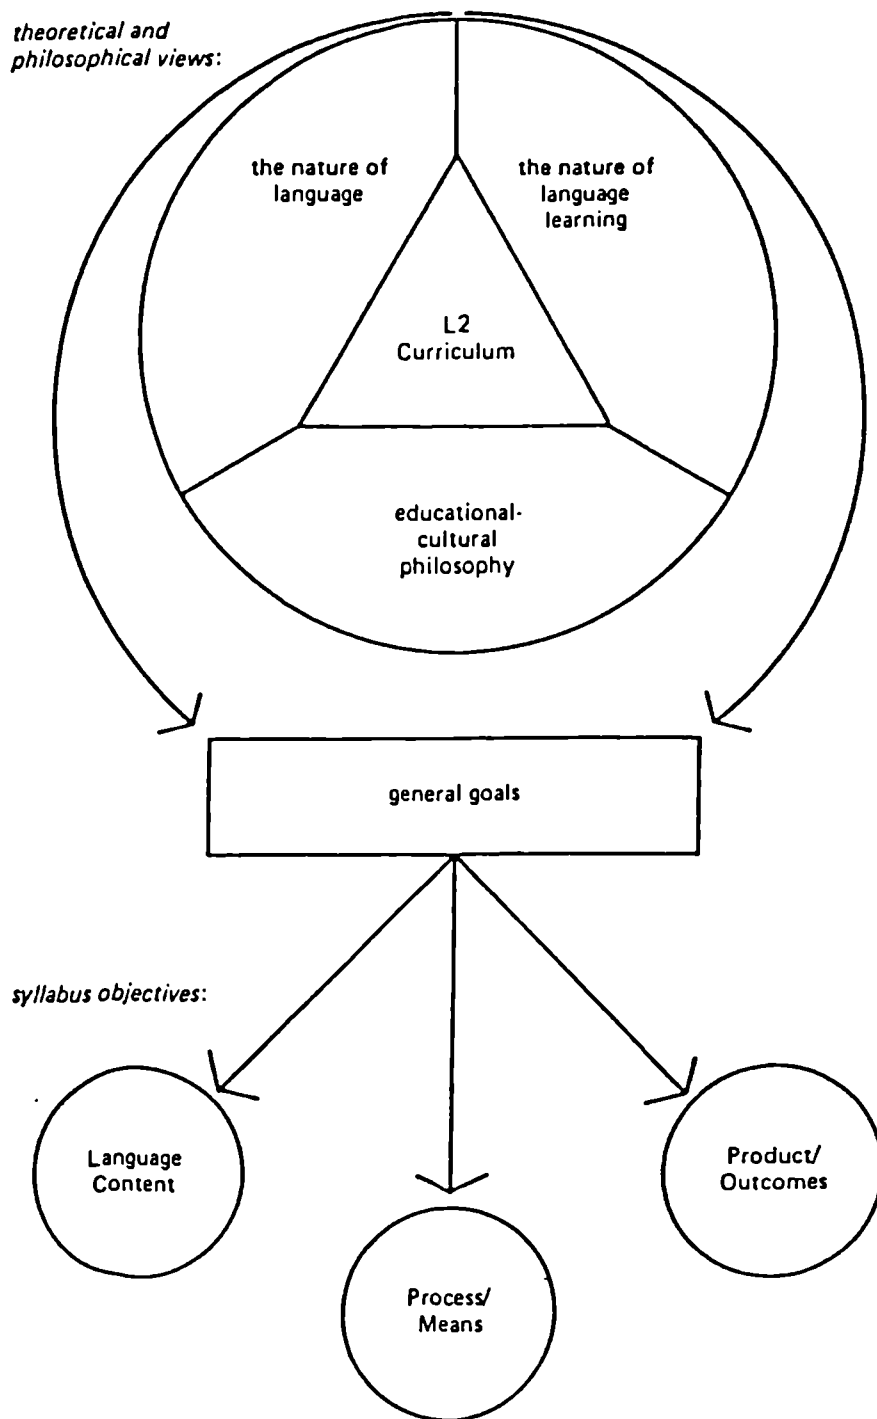 theoretical and
philosophical views:
the nature of
language
the nature of
language
learning
L2
Curriculum
educational-
cultural
philosophy
general goals
syllabus objectives:
Language
Content
Product/
Outcomes
Process/
Means